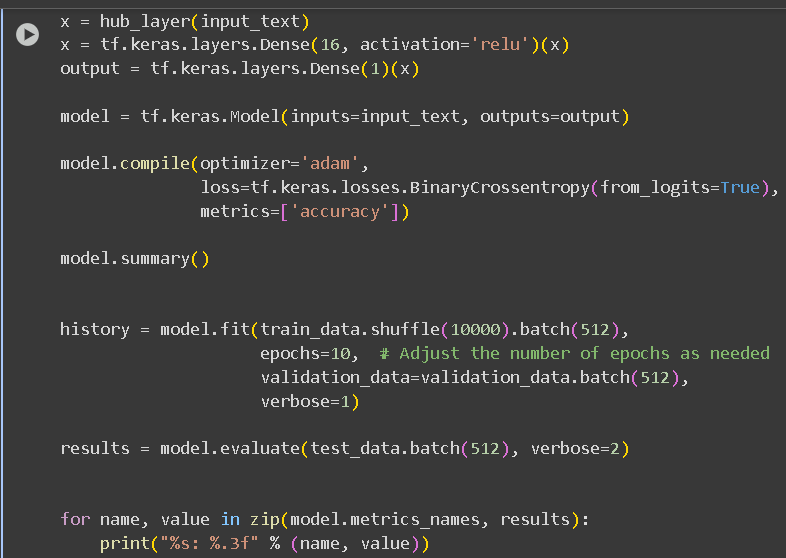 x = hub_layer(input_text)
x = tf.keras.layers.Dense(16, activation='relu')(x)
output = tf.keras.layers.Dense(1)(x)
model = tf.keras.Model(inputs=input_text, outputs=output)
model.compile(optimizer='adam',
loss=tf.keras.losses.BinaryCrossentropy(from_logits=True),
metrics=['accuracy'])
model.summary()
history = model.fit(train_data.shuffle(10000).batch(512),
epochs=10,  # Adjust the number of epochs as needed
validation_data=validation_data.batch(512),
verbose=1)
results = model.evaluate(test_data.batch(512), verbose=2)
for name, value in zip(model.metrics_names, results):
print("%s: %.3f" % (name, value))